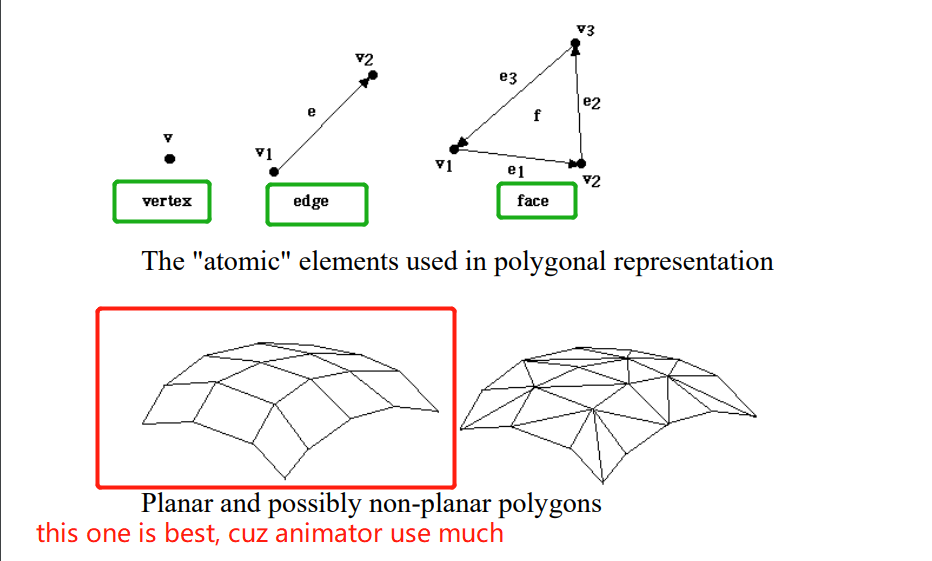 v3
v2
e3
e2
e
f
v
v1
v1
e1
v2
vertex
edge
face
The "atomic" elements used in polygonal representation
Planar and possibly non-planar polygons
this one is best, cuz animator use much